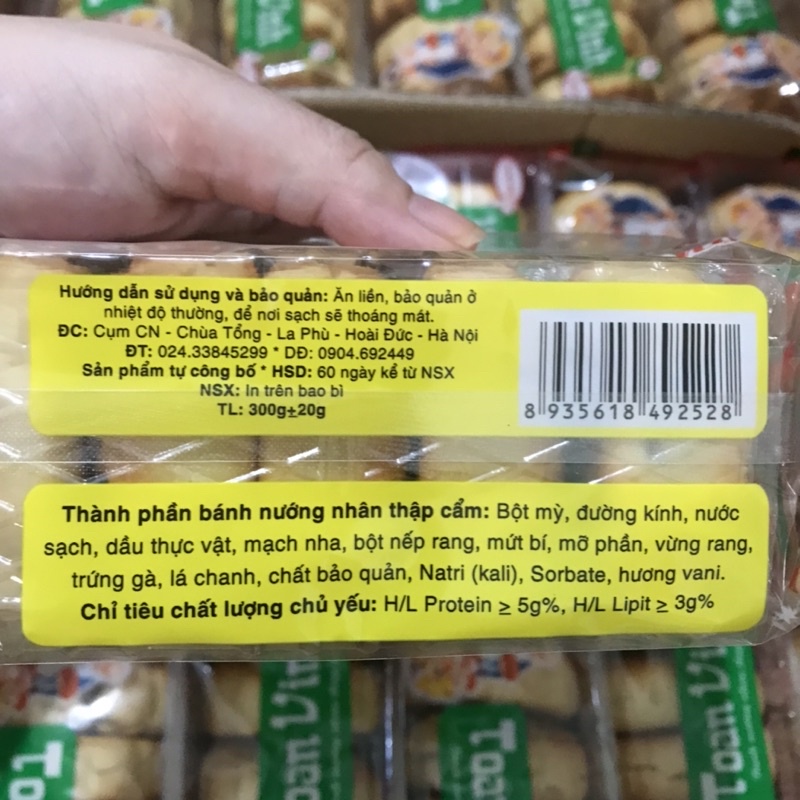 Hướng dẫn sử dụng và bảo quản: Ăn liền, bảo quản ở
nhiệt độ thường, để nơi sạch sẽ thoáng mát.
ĐC: Cụm CN - Chùa Tổng - La Phù - Hoài Đức - Hà Nội
ĐT: 024.33845299 * DĐ: 0904.692449
Sản phẩm tự công bố * HSD: 60 ngày kể từ NSX
NSX: In trên bao bì
TL: 300g±20g
8 935618 492528
Thành phần bánh nướng nhân thập cẩm: Bột mỳ, đường kính, nước
sạch, dầu thực vật, mạch nha, bột nếp rang, mứt bí, mỡ phần, vừng rang,
trứng gà, lá chanh, chất bảo quản, Natri (kali), Sorbate, hương vani.
Chỉ tiêu chất lượng chủ yếu: H/L Protein ≥ 5g%, H/L Lipit ≥ 3g%
Toan